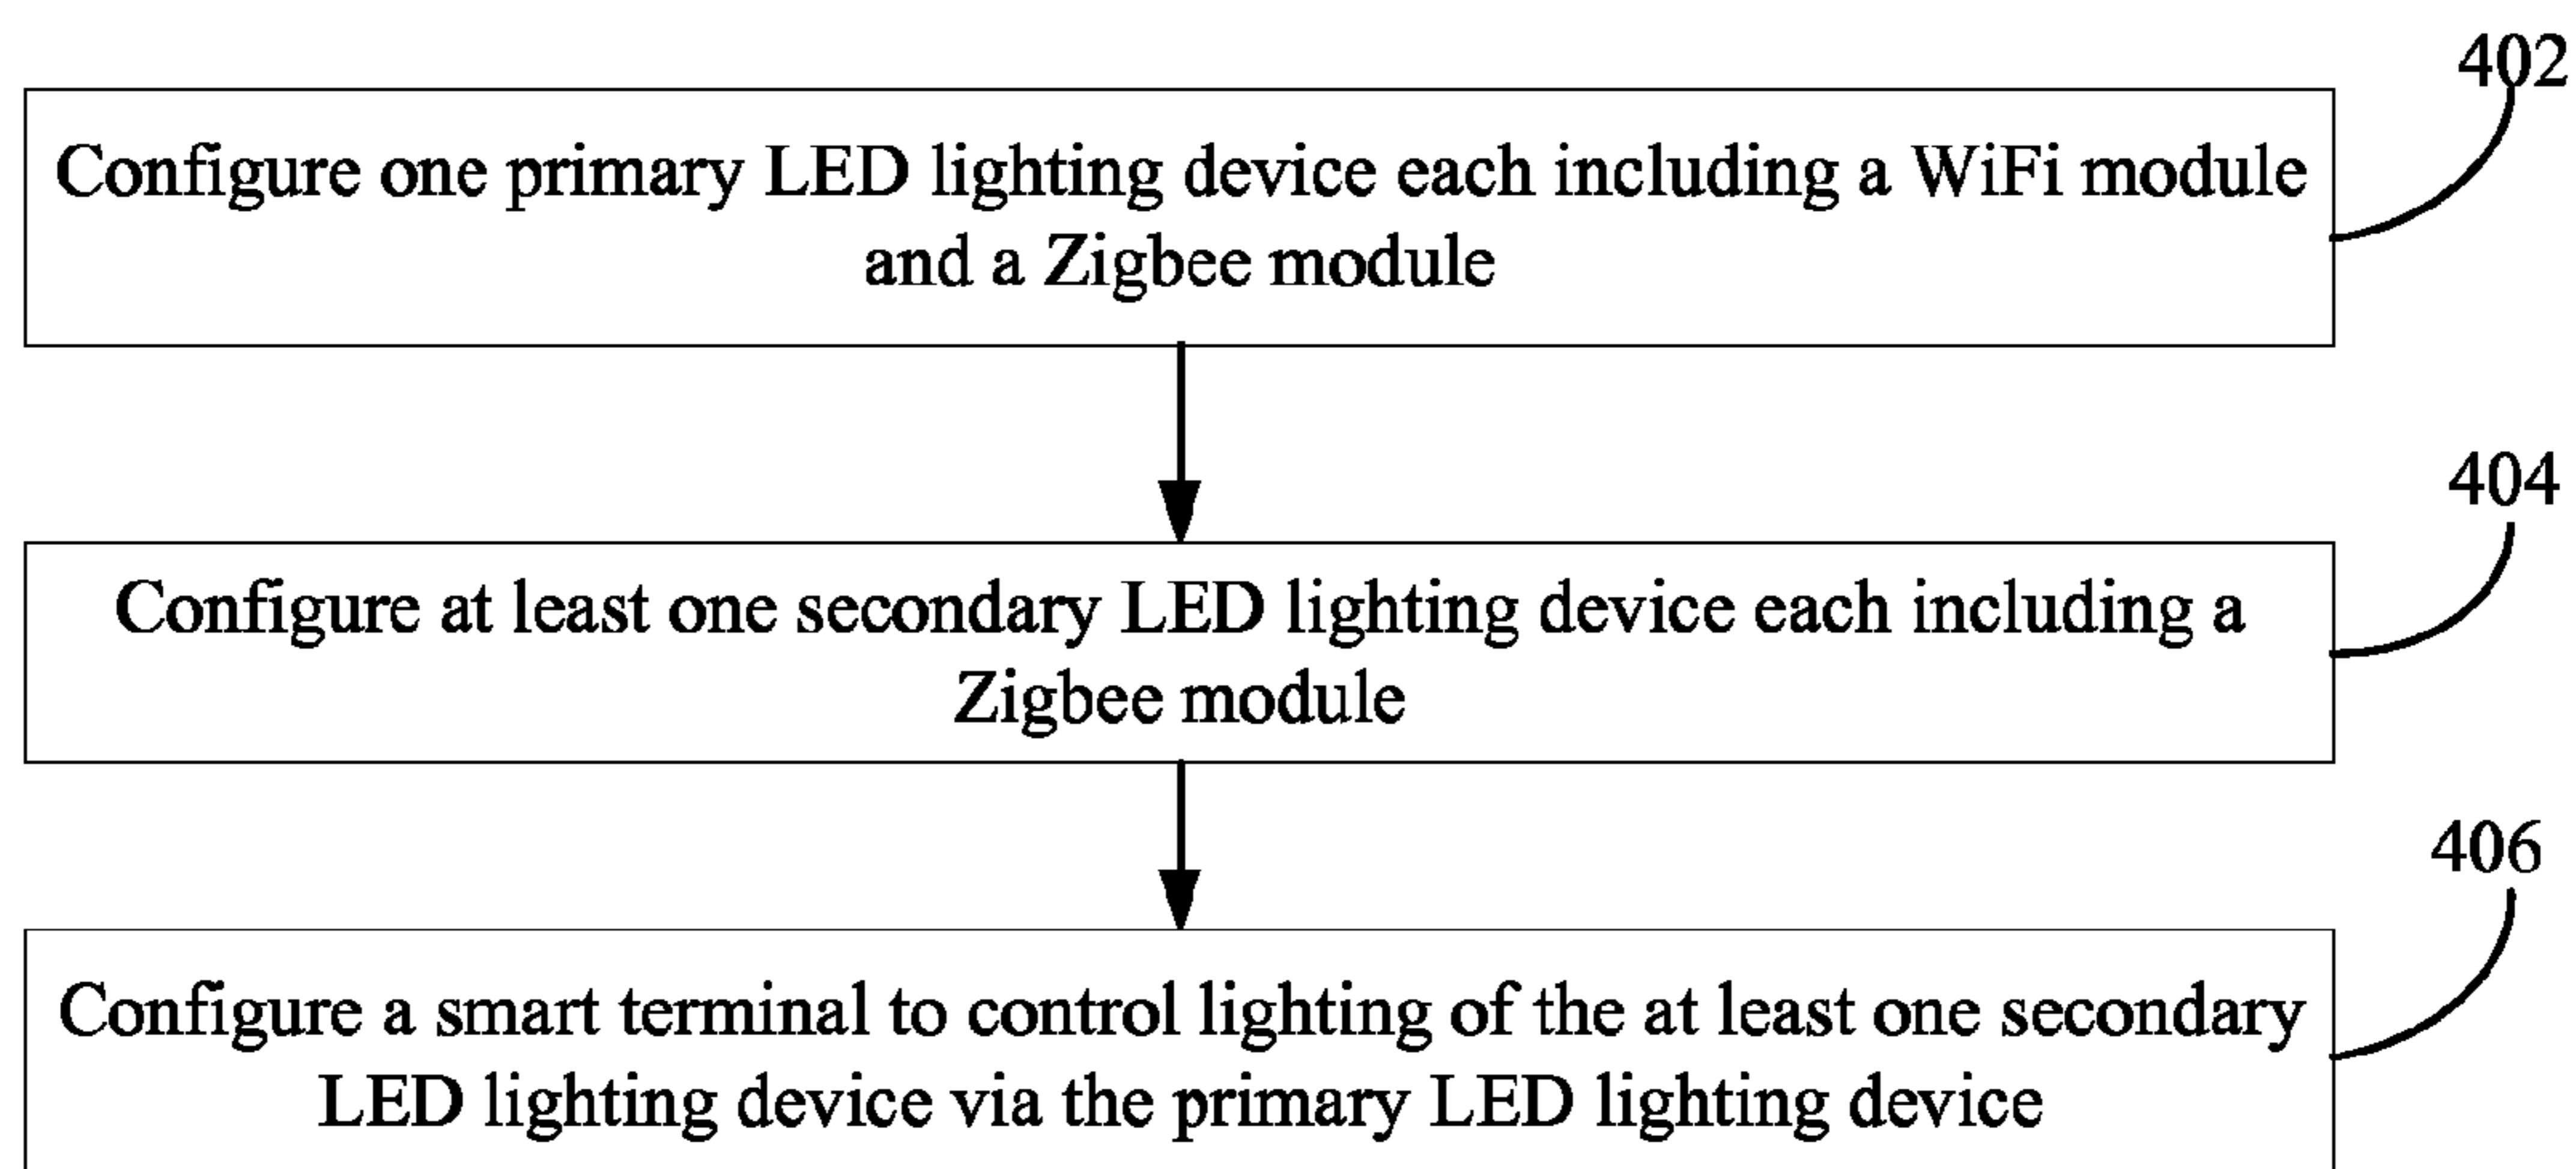 402
Configure one primary LED lighting device each including a WiFi module
and a Zigbee module
404
Configure at least one secondary LED lighting device each including a
Zigbee module
406
Configure a smart terminal to control lighting of the at least one secondary
LED lighting device via the primary LED lighting device